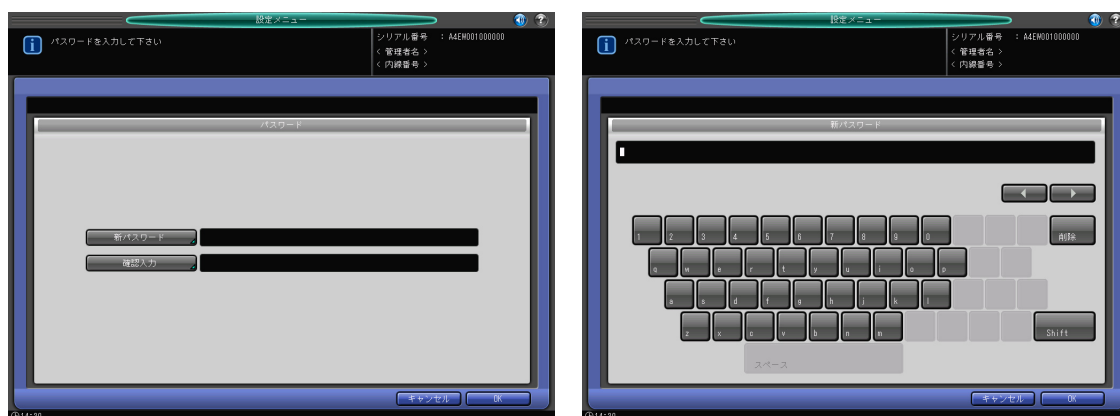 設定メニュー
パスワードを入力して下さい
シリアル番号 : A4EW001000000
< 管理者名 >
< 内線番号 >
パスワード
新パスワード
確認入力
キャンセル OK
14:30
設定メニュー
パスワードを入力して下さい
シリアル番号 : A4EW001000000
< 管理者名 >
< 内線番号 >
新パスワード
1 2 3 4 5 6 7 8 9 0 削除
q w e r t y u i o p
a s d f g h j k l
z x c v b n m Shift
スペース
キャンセル OK
14:30